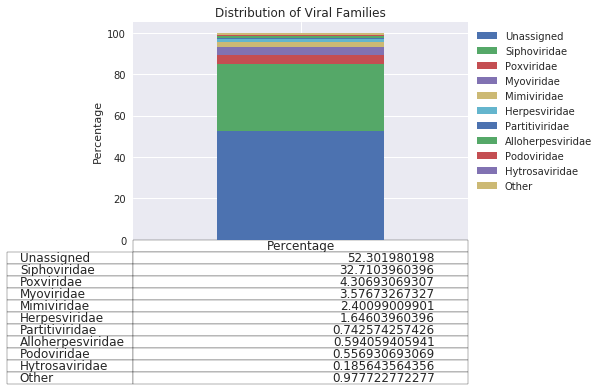 Distribution of Viral Families
100
80
60
40
20
0
Percentage
Unassigned
Siphoviridae
Poxviridae
Myoviridae
Mimiviridae
Herpesviridae
Partitiviridae
Alloherpesviridae
Podoviridae
Hytrosaviridae
Other
Percentage
Unassigned 52.301980198
Siphoviridae 32.7103960396
Poxviridae 4.30693069307
Myoviridae 3.57673267327
Mimiviridae 2.40099009901
Herpesviridae 1.64603960396
Partitiviridae 0.742574257426
Alloherpesviridae 0.594059405941
Podoviridae 0.556930693069
Hytrosaviridae 0.185643564356
Other 0.977722772277